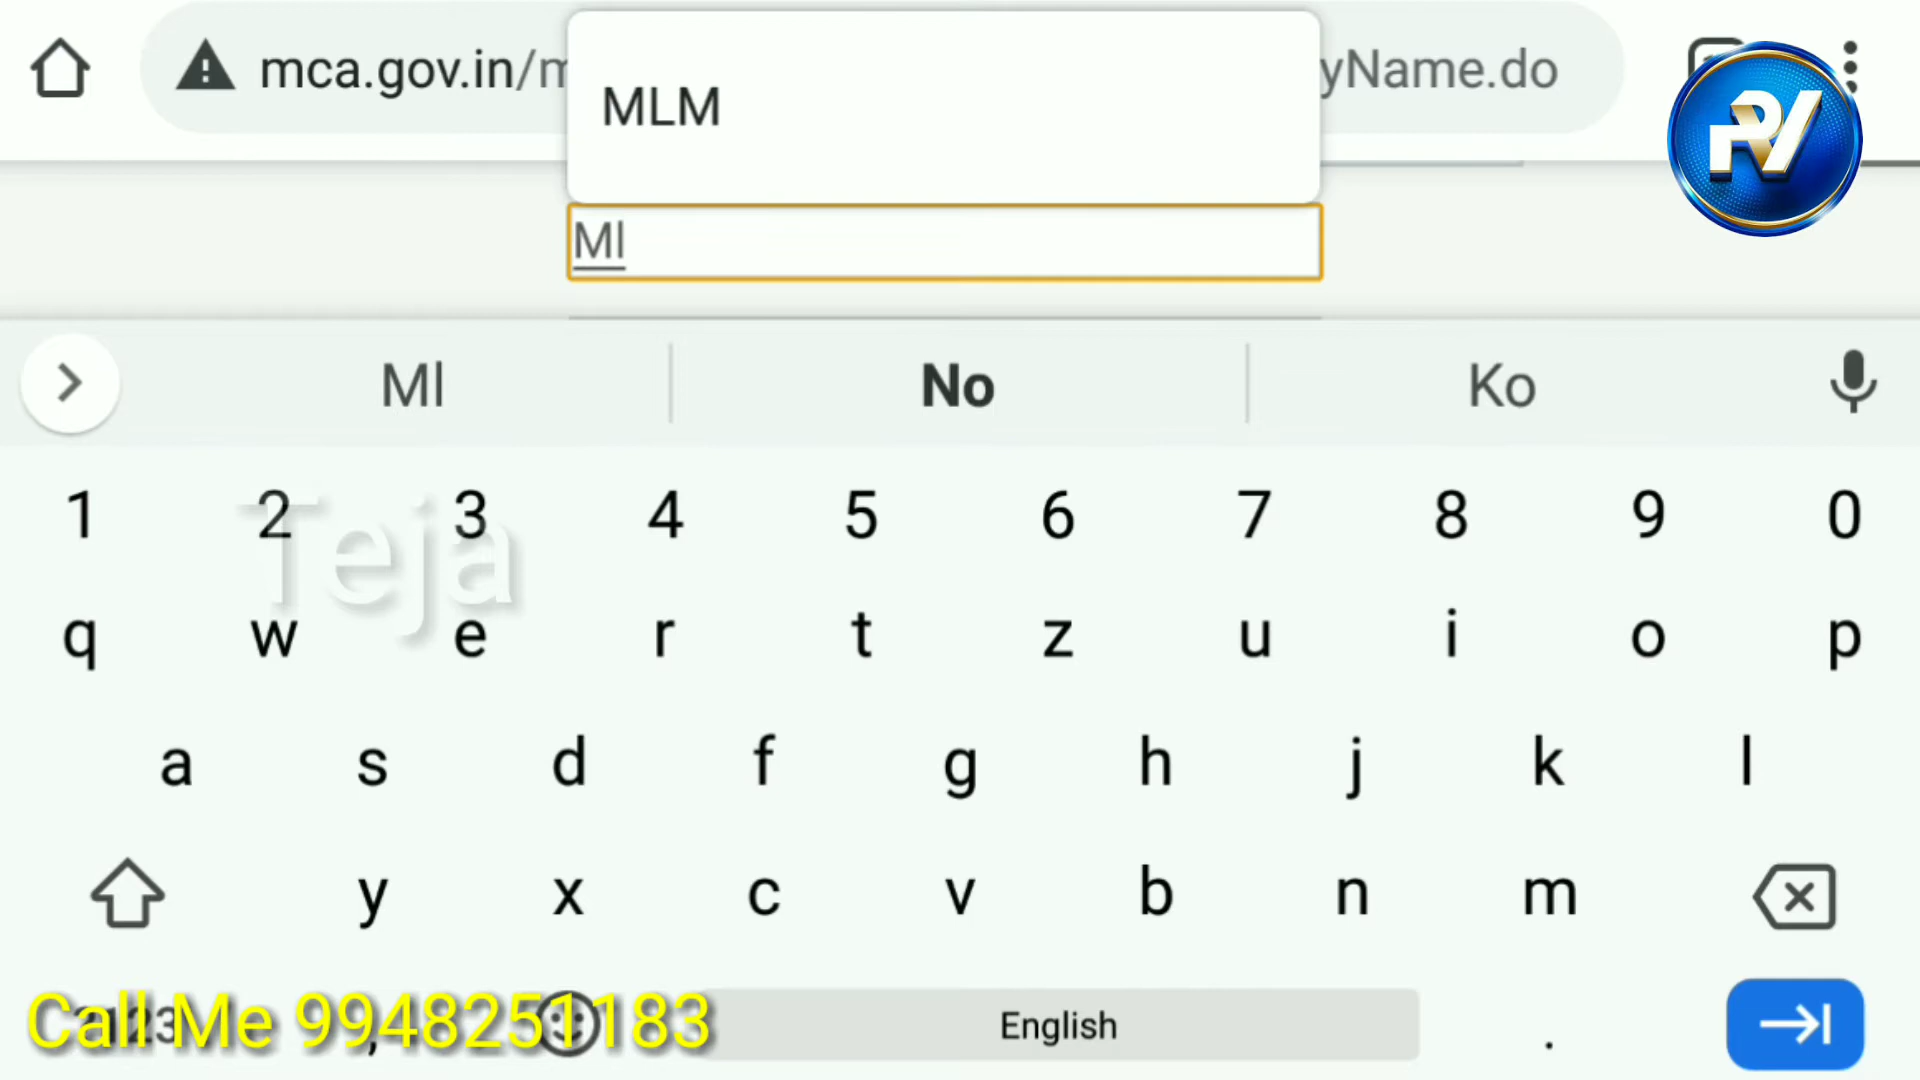 mca.gov.in/m
yName.do
MLM
RV
Ml
Ml No Ko
1 2 3 4 5 6 7 8 9 0
Teja
q w e r t z u i o p
a s d f g h j k l
y x c v b n m
Call Me 9948251183
, English .